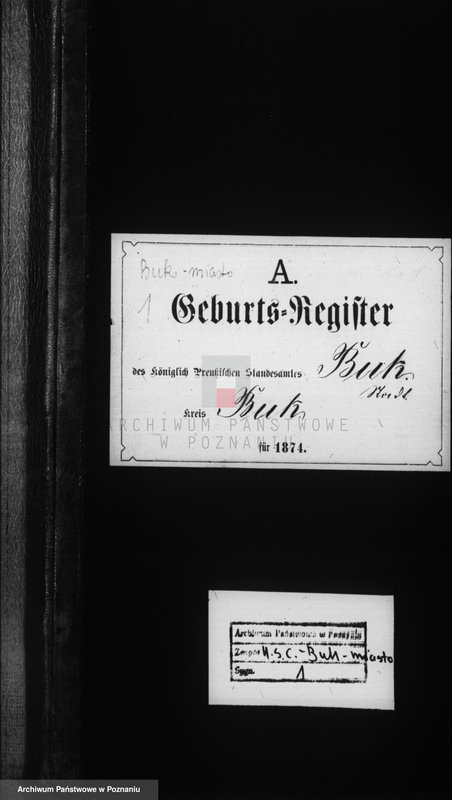 Buk-miasto
A.
1
Geburts-Register
des Königlich Preußischen Standesamtes Buk.
Stadt
Kreis Buk,
ARCHIWUM PAŃSTWOWE
W POZNANIU
für 1874.
Archiwum Państwowe w Poznaniu
Zespół U.S.C.-Buk-miasto
Sygn. 1
Archiwum Państwowe w Poznaniu